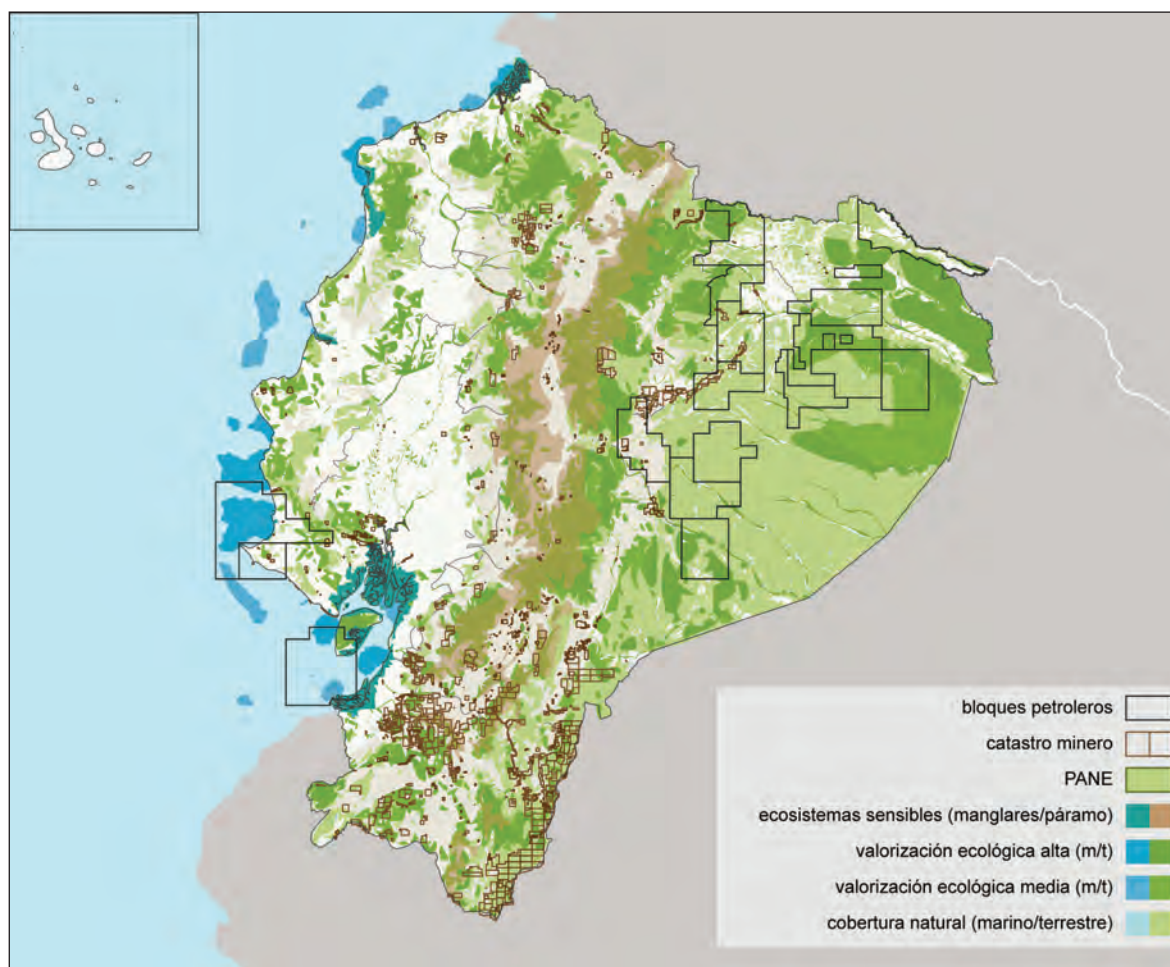 bloques petroleros
catastro minero
PANE
ecosistemas sensibles (manglares/páramo)
valorización ecológica alta (m/t)
valorización ecológica media (m/t)
cobertura natural (marino/terrestre)